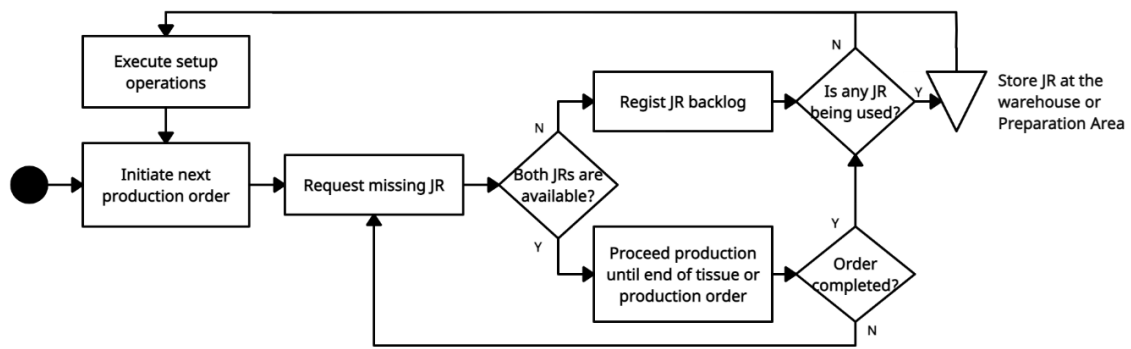 Execute setup
operations
Initiate next
production order
Request missing JR
N
Both JRs are
available?
Y
Regist JR backlog
Proceed production
until end of tissue or
production order
N
Is any JR
being used?
Y
Store JR at the
warehouse or
Preparation Area
Y
Order
completed?
N